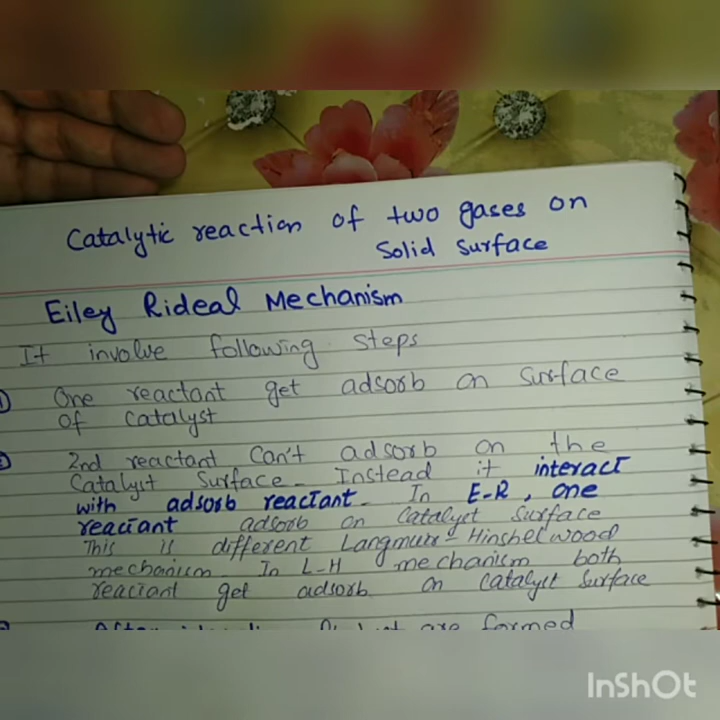 Catalytic reaction of two gases on
Solid Surface
Eiley Rideal Mechanism
It involve following steps
1) One reactant get adsorb on surface
of catalyst
2nd reactant can't adsorb on the
Catalyst Surface. Instead it interact
with adsorb reactant. In E-R, one
reactant adsorb on Catalyst Surface
This is different Langmuir-Hinshelwood
mechanism. In L-H mechanism both
reactant get adsorb on catalyst surface
are formed
InShOt